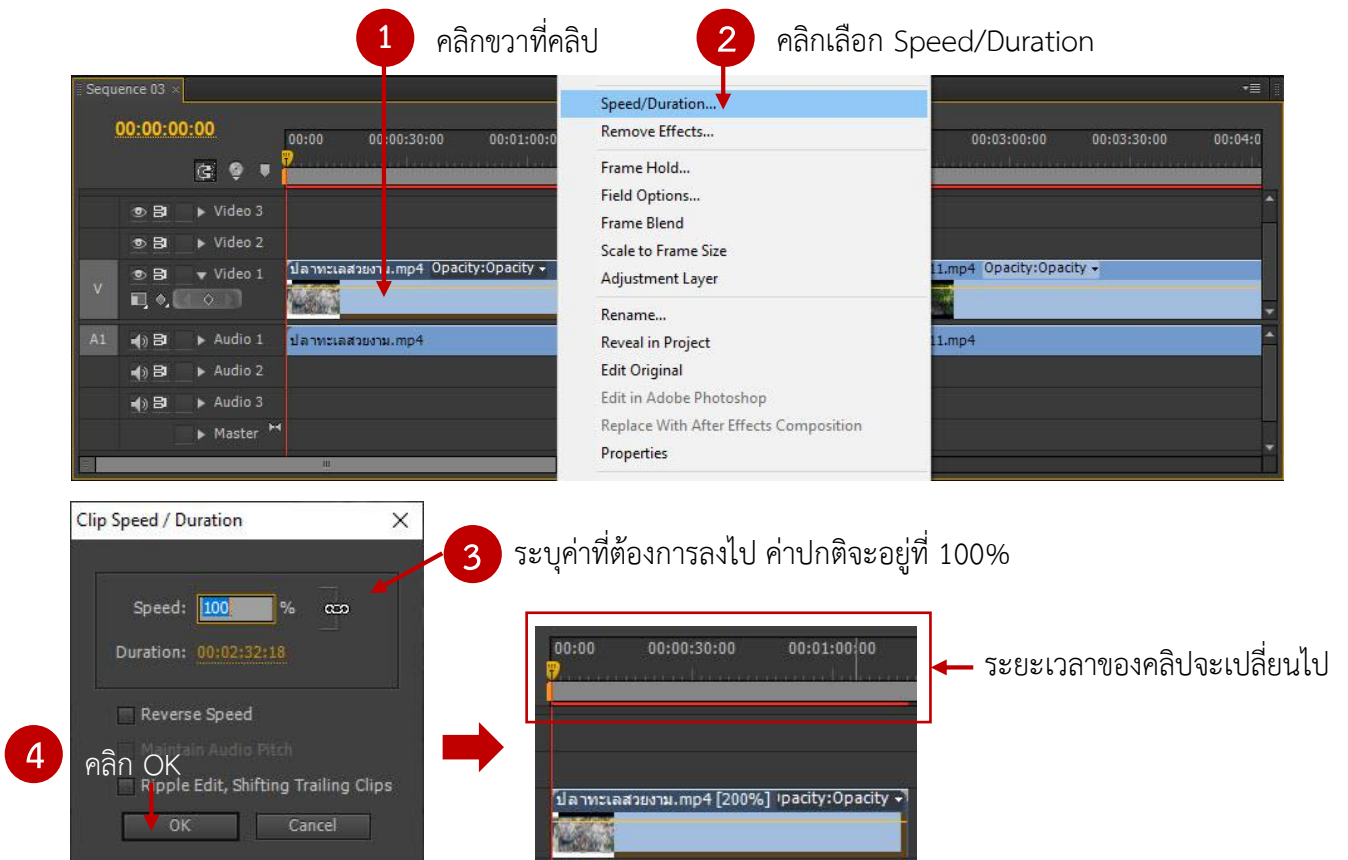 1 คลิกขวาที่คลิป 2 คลิกเลือก Speed/Duration
Sequence 03 ×
00:00:00:00
00:00 00:00:30:00 00:01:00:0 00:03:00:00 00:03:30:00 00:04:0
Speed/Duration...
Remove Effects...
Frame Hold...
Field Options...
Frame Blend
Scale to Frame Size
Adjustment Layer
Rename...
Reveal in Project
Edit Original
Edit in Adobe Photoshop
Replace With After Effects Composition
Properties
Video 3
Video 2
V Video 1 ปลาทะเลสวยงาม.mp4 Opacity:Opacity 11.mp4 Opacity:Opacity
A1 Audio 1 ปลาทะเลสวยงาม.mp4 11.mp4
Audio 2
Audio 3
Master
Clip Speed / Duration
3 ระบุค่าที่ต้องการลงไป ค่าปกติจะอยู่ที่ 100%
Speed: 100 %
Duration: 00:02:32:18
Reverse Speed
Maintain Audio Pitch
4 คลิก OK
Ripple Edit, Shifting Trailing Clips
OK Cancel
00:00 00:00:30:00 00:01:00:00
ระยะเวลาของคลิปจะเปลี่ยนไป
ปลาทะเลสวยงาม.mp4 [200%] pacity:Opacity